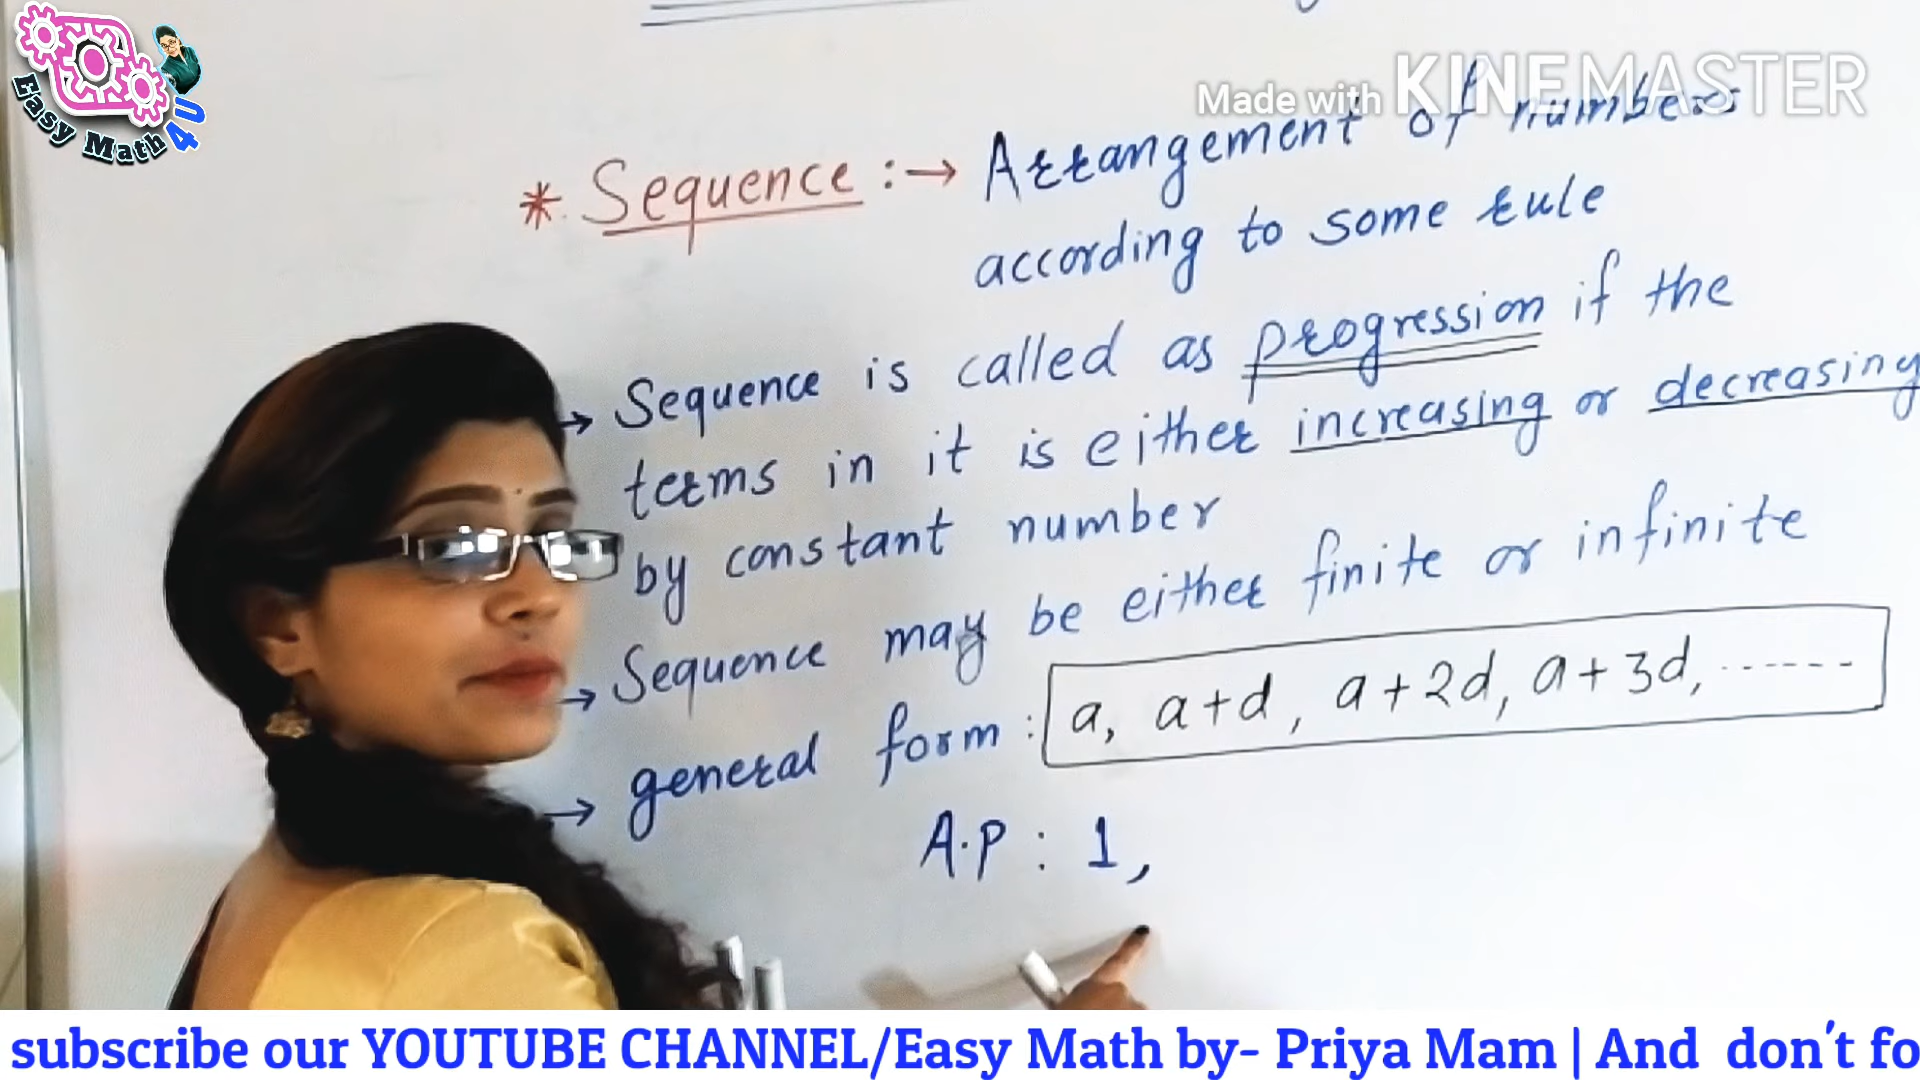 Easy Math 4U
Made with KINEMASTER
* Sequence :→ Arrangement of numbers
according to some rule
→ Sequence is called as progression if the
terms in it is either increasing or decreasing
by constant number
→ Sequence may be either finite or infinite
→ general form : a, a+d, a+2d, a+3d, ------
A.P : 1,
subscribe our YOUTUBE CHANNEL/Easy Math by- Priya Mam | And don't fo